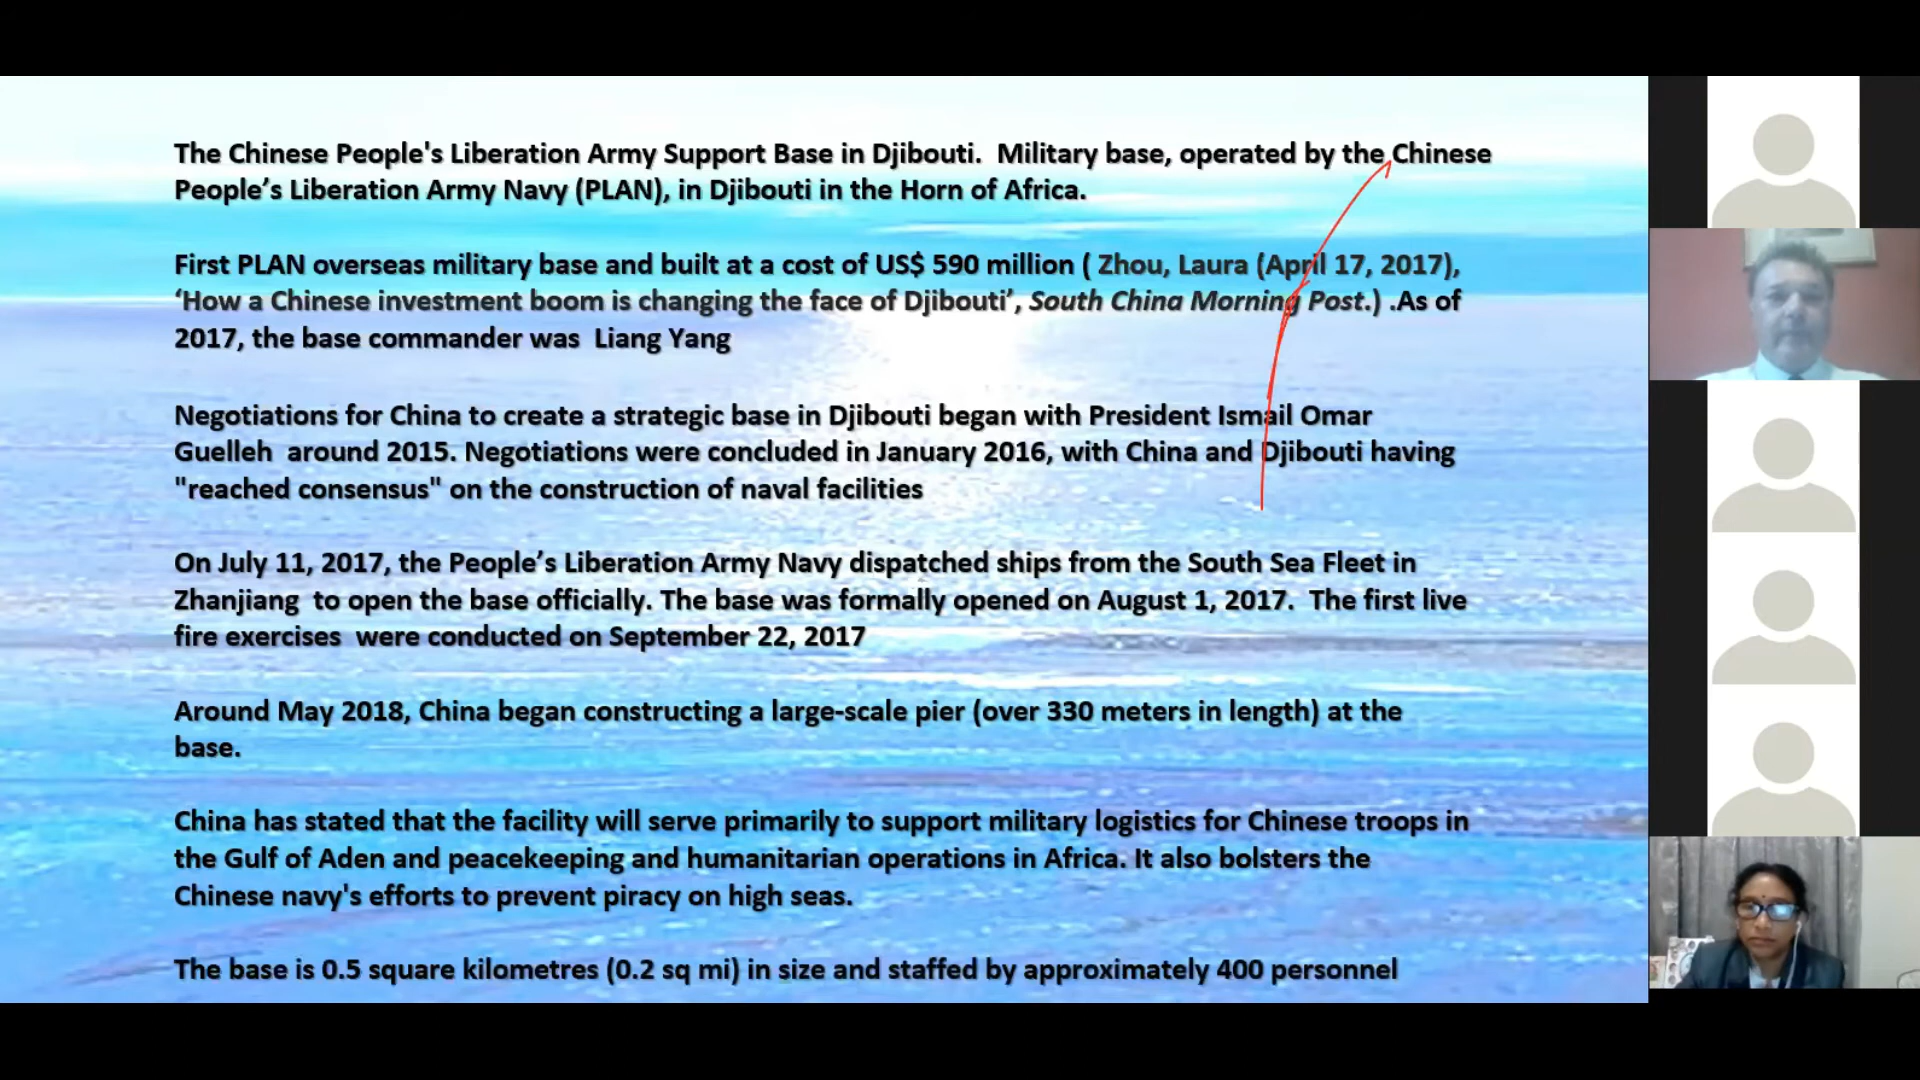 The Chinese People's Liberation Army Support Base in Djibouti.  Military base, operated by the Chinese
People’s Liberation Army Navy (PLAN), in Djibouti in the Horn of Africa.
First PLAN overseas military base and built at a cost of US$ 590 million ( Zhou, Laura (April 17, 2017),
‘How a Chinese investment boom is changing the face of Djibouti’, South China Morning Post.) .As of
2017, the base commander was  Liang Yang
Negotiations for China to create a strategic base in Djibouti began with President Ismail Omar
Guelleh  around 2015. Negotiations were concluded in January 2016, with China and Djibouti having
"reached consensus" on the construction of naval facilities
On July 11, 2017, the People’s Liberation Army Navy dispatched ships from the South Sea Fleet in
Zhanjiang  to open the base officially. The base was formally opened on August 1, 2017.  The first live
fire exercises  were conducted on September 22, 2017
Around May 2018, China began constructing a large-scale pier (over 330 meters in length) at the
base.
China has stated that the facility will serve primarily to support military logistics for Chinese troops in
the Gulf of Aden and peacekeeping and humanitarian operations in Africa. It also bolsters the
Chinese navy's efforts to prevent piracy on high seas.
The base is 0.5 square kilometres (0.2 sq mi) in size and staffed by approximately 400 personnel